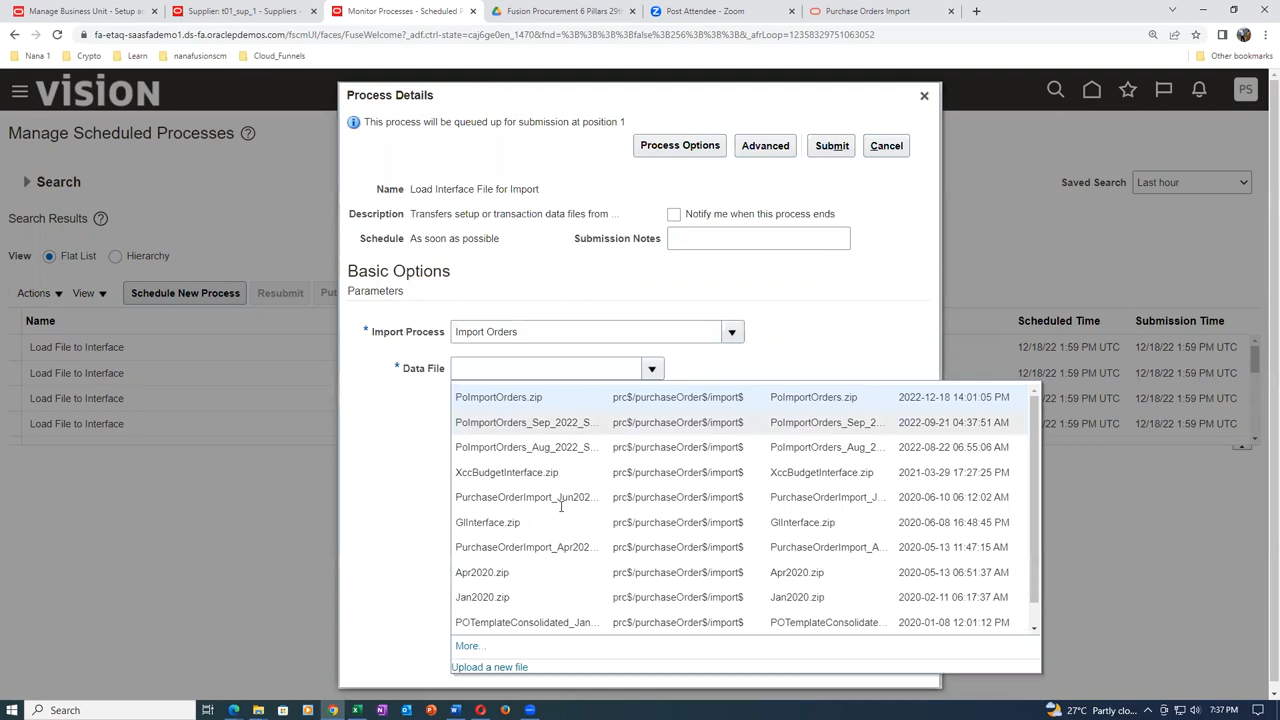 Manage Business Unit - Setup a
Supplier: t01_sup_1 - Suppliers -
Monitor Processes - Scheduled P
Fusion Procurement 6 Pillars 29th
Post Attendee - Zoom
Purchase Orders Import
fa-etaq-saasfademo1.ds-fa.oraclepdemos.com/fscmUI/faces/FuseWelcome?_adf.ctrl-state=caj6ge0en_1470&fnd=%3B%3B%3B%3Bfalse%3B256%3B%3B%3B&_afrLoop=12358329751063052
Nana 1
Crypto
Learn
nanafusionscm
Cloud_Funnels
Other bookmarks
VISION
PS
Manage Scheduled Processes
Search
Saved Search Last hour
Search Results
View Flat List Hierarchy
Actions View Schedule New Process Resubmit Put
Name
Scheduled Time Submission Time
Load File to Interface
12/18/22 1:59 PM UTC 12/18/22 1:59 PM UTC
Load File to Interface
12/18/22 1:59 PM UTC 12/18/22 1:59 PM UTC
Load File to Interface
12/18/22 1:59 PM UTC 12/18/22 1:59 PM UTC
Load File to Interface
12/18/22 1:59 PM UTC 12/18/22 1:59 PM UTC
Process Details
This process will be queued up for submission at position 1
Process Options Advanced Submit Cancel
Name Load Interface File for Import
Description Transfers setup or transaction data files from ... Notify me when this process ends
Schedule As soon as possible Submission Notes
Basic Options
Parameters
* Import Process Import Orders
* Data File
PoImportOrders.zip prc$/purchaseOrder$/import$ PoImportOrders.zip 2022-12-18 14:01:05 PM
PoImportOrders_Sep_2022_S... prc$/purchaseOrder$/import$ PoImportOrders_Sep_2... 2022-09-21 04:37:51 AM
PoImportOrders_Aug_2022_S... prc$/purchaseOrder$/import$ PoImportOrders_Aug_2... 2022-08-22 06:55:06 AM
XccBudgetInterface.zip prc$/purchaseOrder$/import$ XccBudgetInterface.zip 2021-03-29 17:27:25 PM
PurchaseOrderImport_Jun202... prc$/purchaseOrder$/import$ PurchaseOrderImport_J... 2020-06-10 06:12:02 AM
GlInterface.zip prc$/purchaseOrder$/import$ GlInterface.zip 2020-06-08 16:48:45 PM
PurchaseOrderImport_Apr202... prc$/purchaseOrder$/import$ PurchaseOrderImport_A... 2020-05-13 11:47:15 AM
Apr2020.zip prc$/purchaseOrder$/import$ Apr2020.zip 2020-05-13 06:51:37 AM
Jan2020.zip prc$/purchaseOrder$/import$ Jan2020.zip 2020-02-11 06:17:37 AM
POTemplateConsolidated_Jan... prc$/purchaseOrder$/import$ POTemplateConsolidate... 2020-01-08 12:01:12 PM
More...
Upload a new file
Search
27°C Partly clo...
7:37 PM